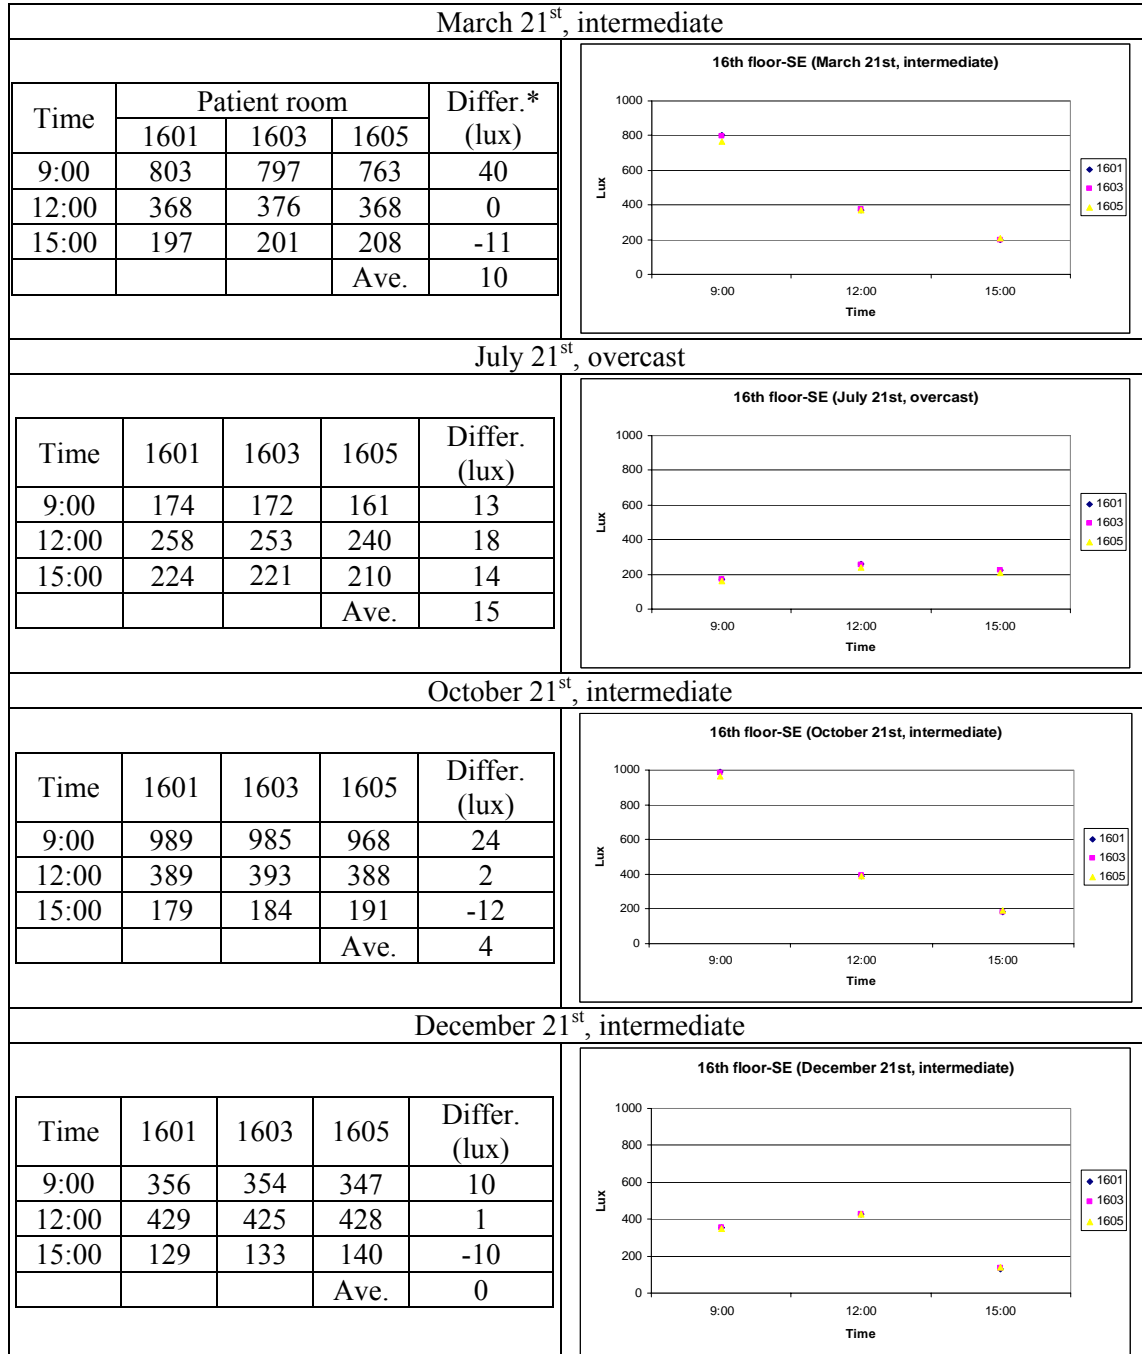 March 21st, intermediate
Time Patient room Differ.* (lux)
1601 1603 1605
9:00 803 797 763 40
12:00 368 376 368 0
15:00 197 201 208 -11
Ave. 10
16th floor-SE (March 21st, intermediate)
1000
800
600
400
200
0
Lux
9:00 12:00 15:00
Time
1601
1603
1605
July 21st, overcast
Time 1601 1603 1605 Differ. (lux)
9:00 174 172 161 13
12:00 258 253 240 18
15:00 224 221 210 14
Ave. 15
16th floor-SE (July 21st, overcast)
1000
800
600
400
200
0
Lux
9:00 12:00 15:00
Time
1601
1603
1605
October 21st, intermediate
Time 1601 1603 1605 Differ. (lux)
9:00 989 985 968 24
12:00 389 393 388 2
15:00 179 184 191 -12
Ave. 4
16th floor-SE (October 21st, intermediate)
1000
800
600
400
200
0
Lux
9:00 12:00 15:00
Time
1601
1603
1605
December 21st, intermediate
Time 1601 1603 1605 Differ. (lux)
9:00 356 354 347 10
12:00 429 425 428 1
15:00 129 133 140 -10
Ave. 0
16th floor-SE (December 21st, intermediate)
1000
800
600
400
200
0
Lux
9:00 12:00 15:00
Time
1601
1603
1605